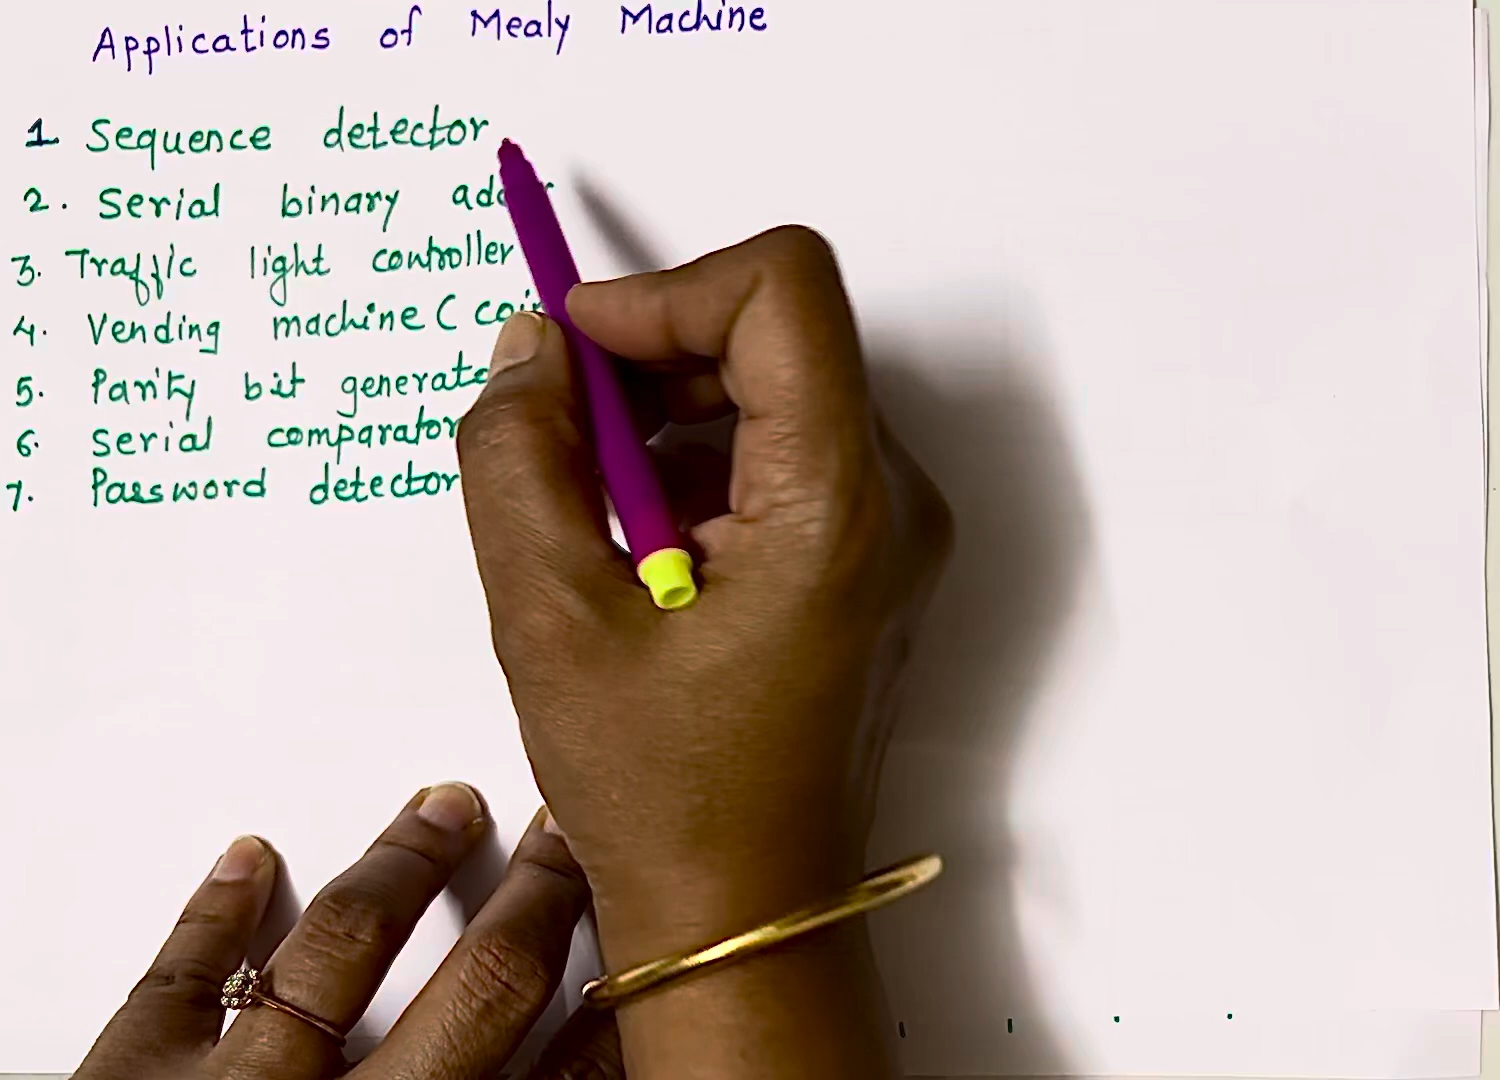 Applications of Mealy Machine
1. Sequence detector
2. Serial binary
3. Traffic light controller
4. Vending machine (
5. Parity bit
6. Serial comparator
7. Password detector